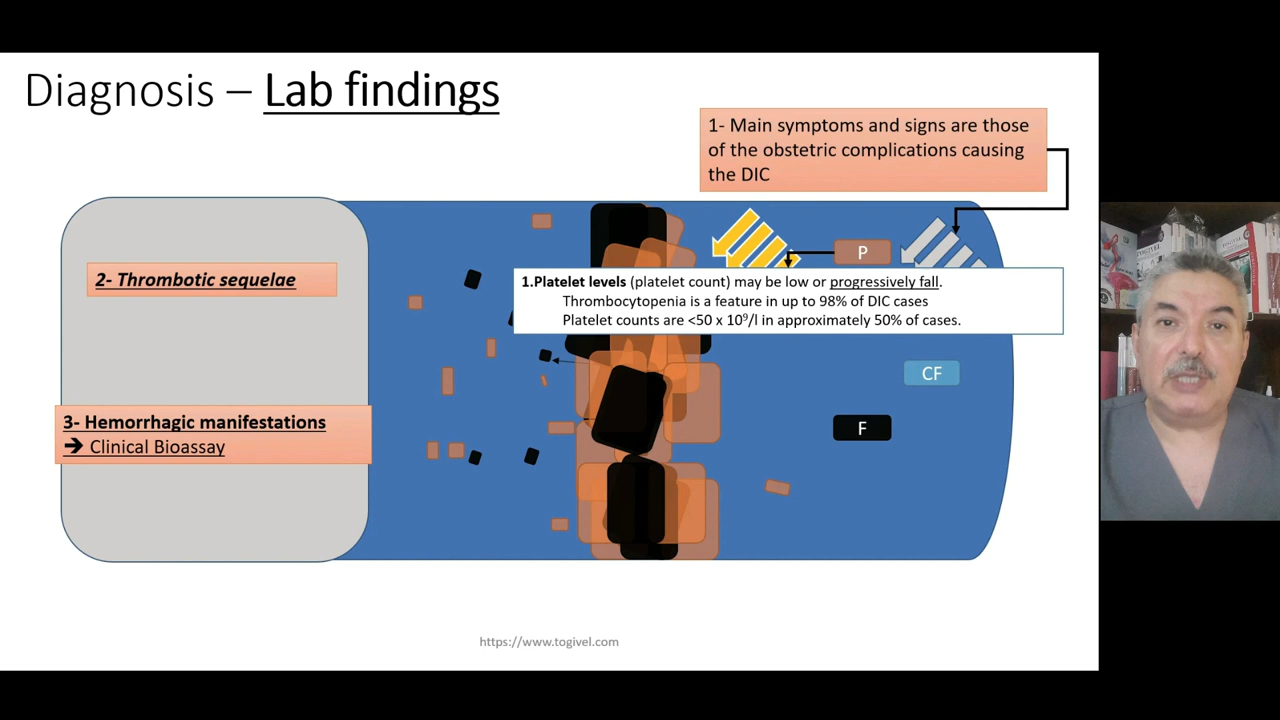 Diagnosis – Lab findings
1- Main symptoms and signs are those
of the obstetric complications causing
the DIC
P
2- Thrombotic sequelae
1.Platelet levels (platelet count) may be low or progressively fall.
Thrombocytopenia is a feature in up to 98% of DIC cases
Platelet counts are <50 x 10⁹/l in approximately 50% of cases.
CF
3- Hemorrhagic manifestations
➔ Clinical Bioassay
F
https://www.togivel.com